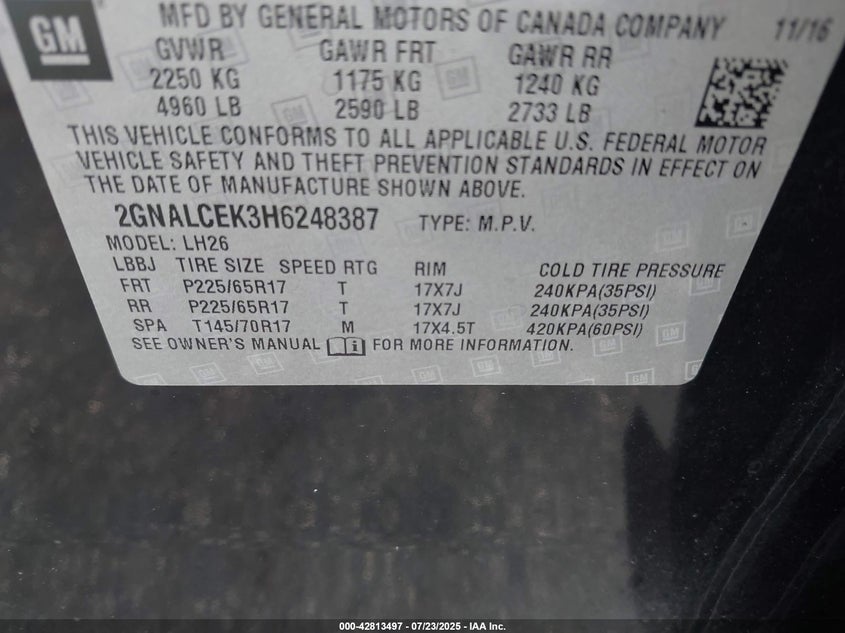 GM
MFD BY GENERAL MOTORS OF CANADA COMPANY 11/16
GVWR GAWR FRT GAWR RR
2250 KG 1175 KG 1240 KG
4960 LB 2590 LB 2733 LB
THIS VEHICLE CONFORMS TO ALL APPLICABLE U.S. FEDERAL MOTOR
VEHICLE SAFETY AND THEFT PREVENTION STANDARDS IN EFFECT ON
THE DATE OF MANUFACTURE SHOWN ABOVE.
2GNALCEK3H6248387 TYPE: M.P.V.
MODEL: LH26
LBBJ TIRE SIZE SPEED RTG RIM COLD TIRE PRESSURE
FRT P225/65R17 T 17X7J 240KPA(35PSI)
RR P225/65R17 T 17X7J 240KPA(35PSI)
SPA T145/70R17 M 17X4.5T 420KPA(60PSI)
SEE OWNER'S MANUAL FOR MORE INFORMATION.
000-42813497 - 07/23/2025 - IAA Inc.